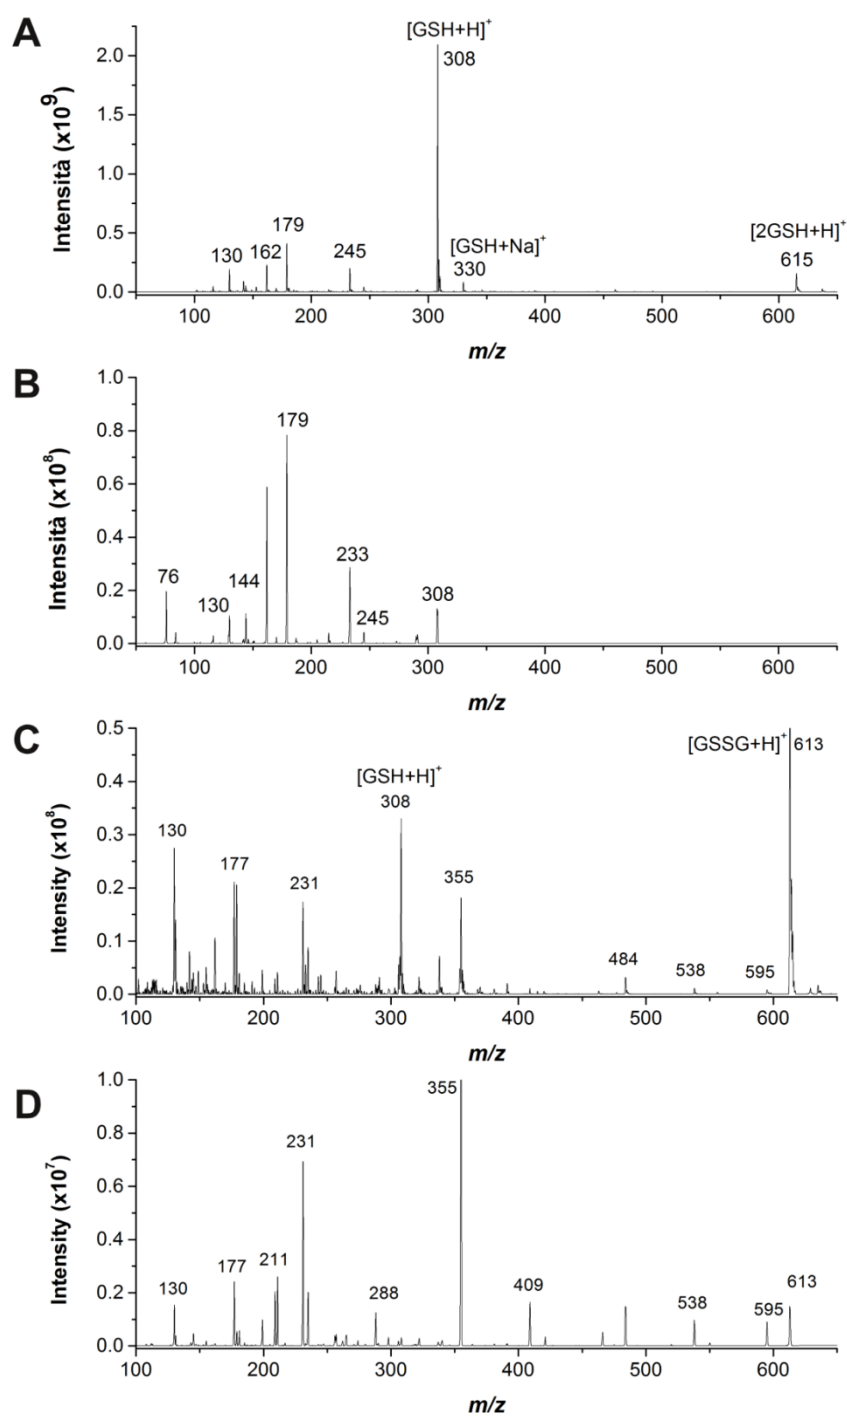 A
[GSH+H]⁺
308
2.0
1.5
1.0
0.5
0.0
Intensità (x10⁹)
130
162
179
245
[GSH+Na]⁺
330
[2GSH+H]⁺
615
100 200 300 400 500 600
m/z
B
1.0
0.8
0.6
0.4
0.2
0.0
Intensità (x10⁸)
76
130
144
179
233
245
308
100 200 300 400 500 600
m/z
C
0.5
0.4
0.3
0.2
0.1
0.0
Intensity (x10⁸)
130
177
231
[GSH+H]⁺
308
355
484
538
595
[GSSG+H]⁺
613
100 200 300 400 500 600
m/z
D
1.0
0.8
0.6
0.4
0.2
0.0
Intensity (x10⁷)
130
177
211
231
288
355
409
538
595
613
100 200 300 400 500 600
m/z